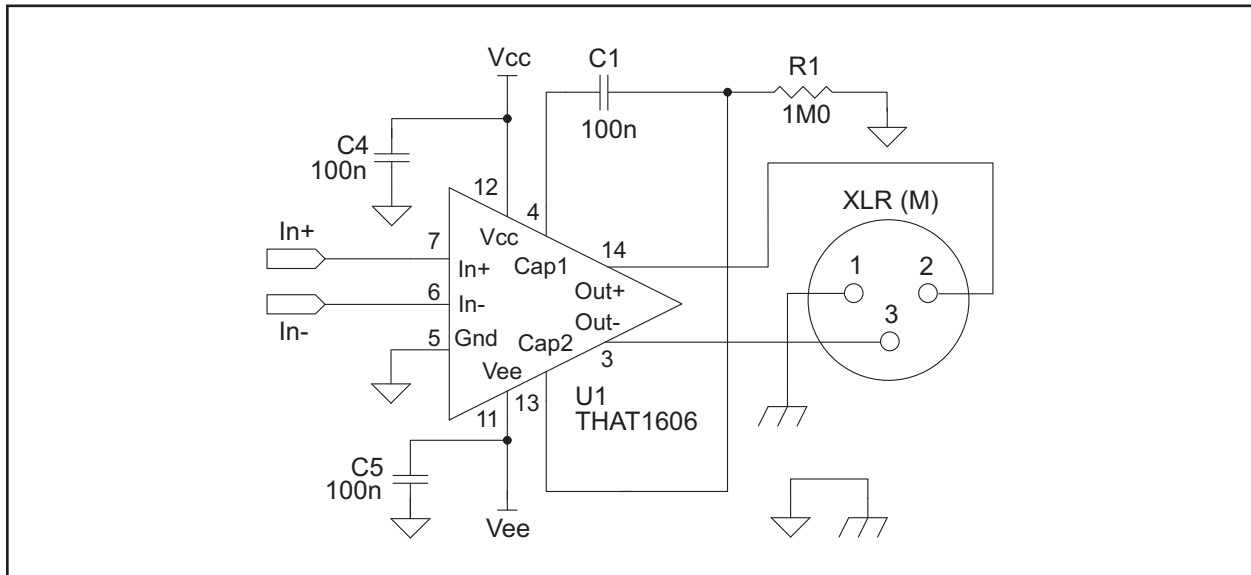 Vcc
C1
100n
R1
1M0
C4
100n
12
4
XLR (M)
In+
7
Vcc
14
1
2
In+
Cap1
6
In-
Out+
3
In-
Out-
5
Gnd
Cap2
3
Vee
13
U1
THAT1606
11
C5
100n
Vee